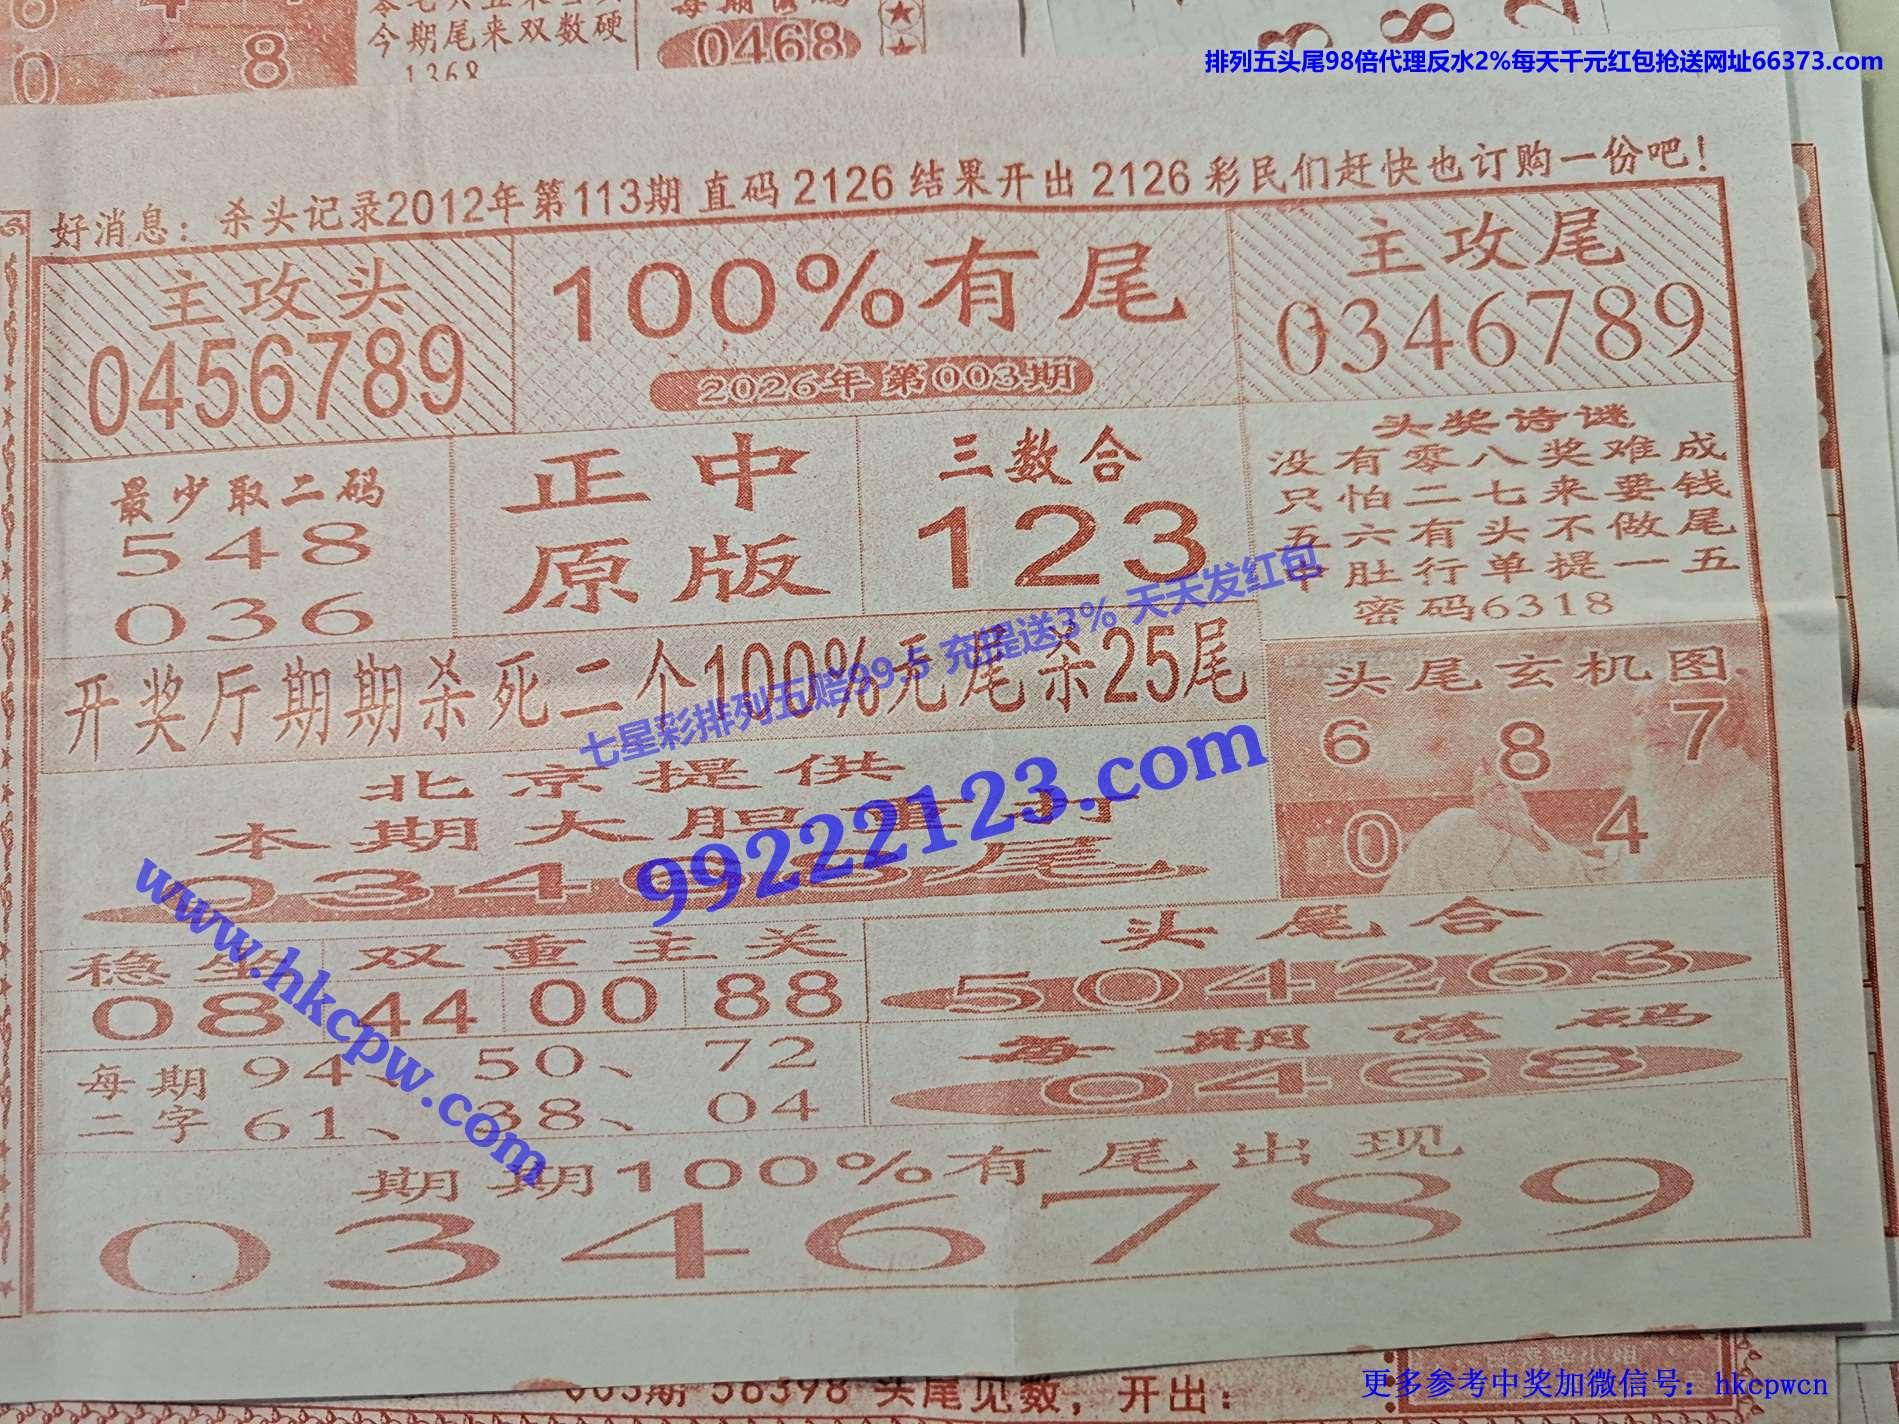 今期尾来双数硬
1368
0468
8
排列五头尾98倍代理反水2%每天千元红包抢送网址66373.com
好消息：杀头记录2012年第113期直码2126结果开出2126彩民们赶快也订购一份吧！
主攻头
0456789
100%有尾
2026年第003期
主攻尾
0346789
最少取二码
548
036
正中
原版
三数合
123
头奖诗谜
没有零八奖难成
只怕二七来要钱
五六有头不做尾
中肚行单提一五
密码6318
开奖厅期期杀死二个100%无尾杀25尾
七星彩排列五赔99.5 充提送3% 天天发红包
头尾玄机图
6 8 7
0 4
北京提供
99222123.com
www.hkcpw.com
双重主关
08 44 00 88
头尾合
504263
每期落码
0468
每期二字
94、50、72
61、38、04
期期100%有尾出现
0346789
003期 56398 头尾见数，开出：
更多参考中奖加微信号：hkcpwcn